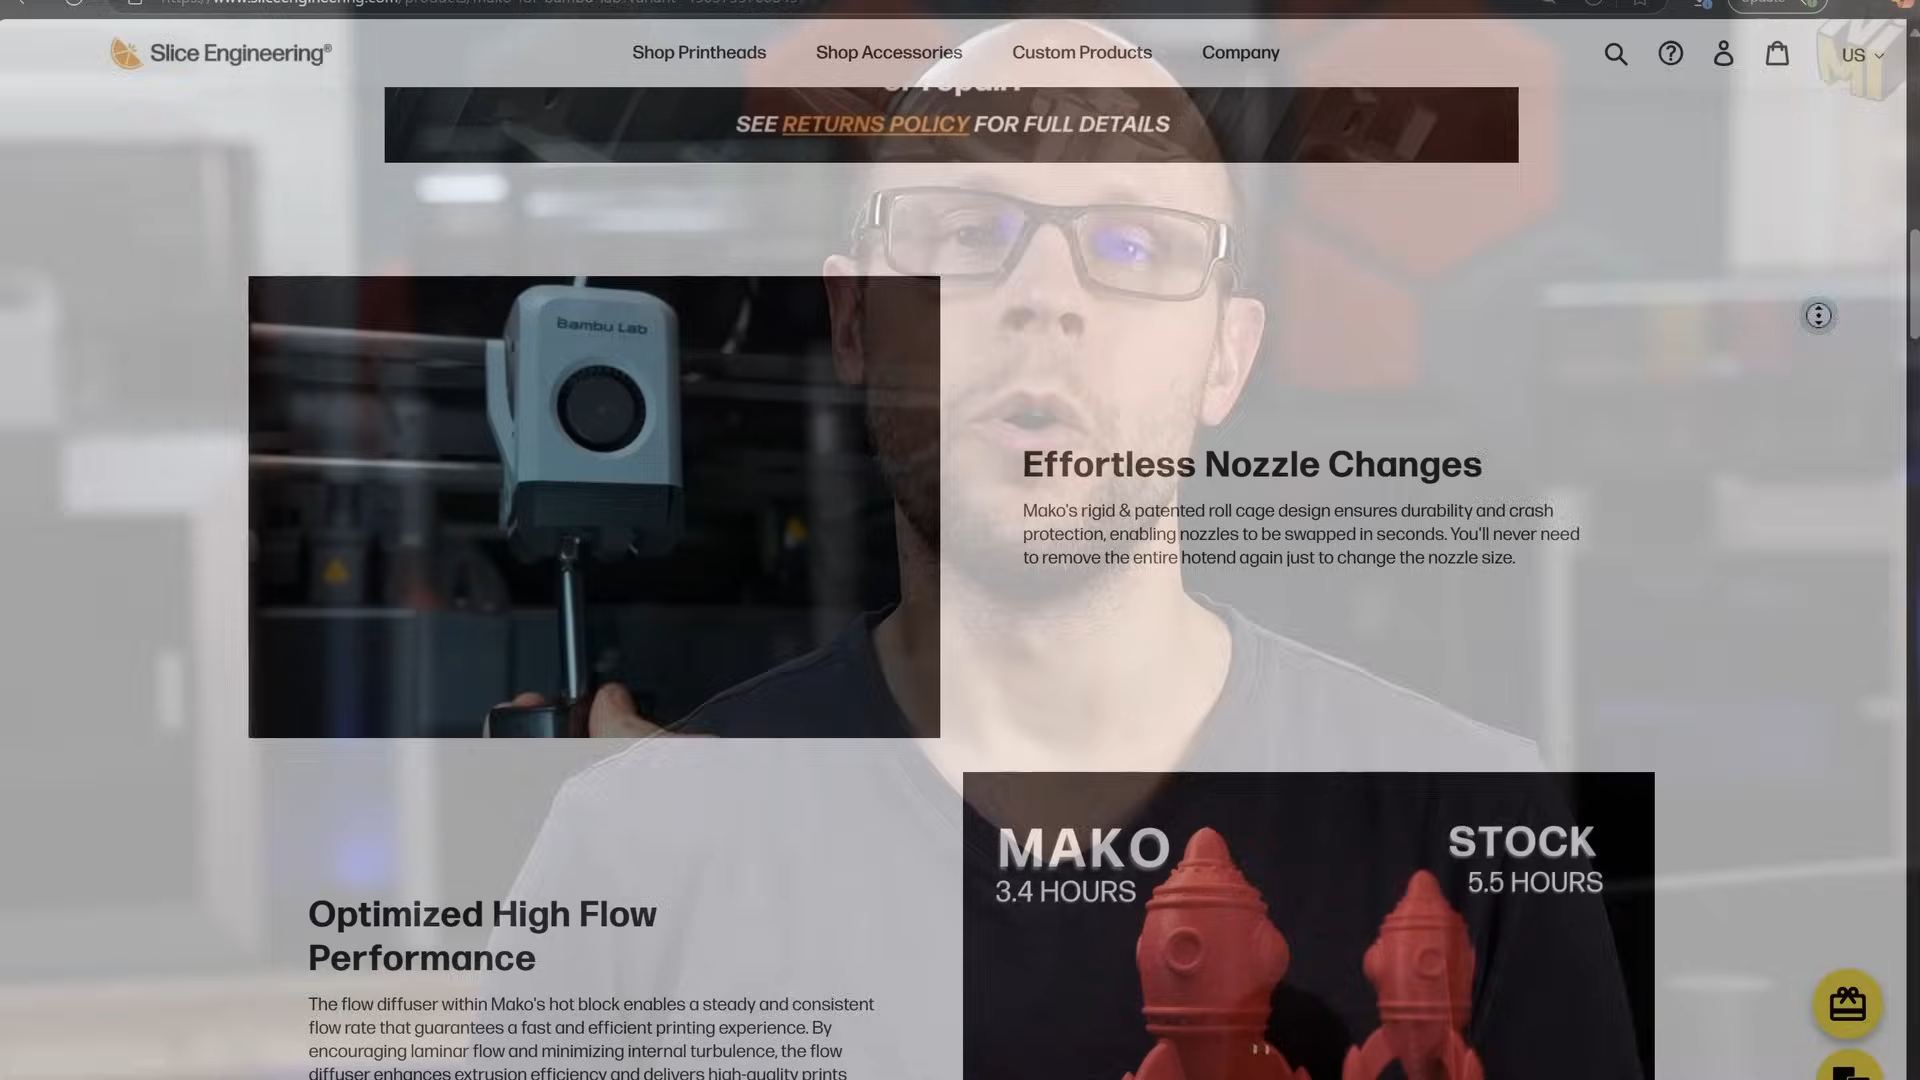 Slice Engineering®
Shop Printheads
Shop Accessories
Custom Products
Company
US
SEE RETURNS POLICY FOR FULL DETAILS
Bambu Lab
Effortless Nozzle Changes
Mako's rigid & patented roll cage design ensures durability and crash
protection, enabling nozzles to be swapped in seconds. You'll never need
to remove the entire hotend again just to change the nozzle size.
MAKO
3.4 HOURS
STOCK
5.5 HOURS
Optimized High Flow
Performance
The flow diffuser within Mako's hot block enables a steady and consistent
flow rate that guarantees a fast and efficient printing experience. By
encouraging laminar flow and minimizing internal turbulence, the flow
diffuser enhances extrusion efficiency and delivers high-quality prints